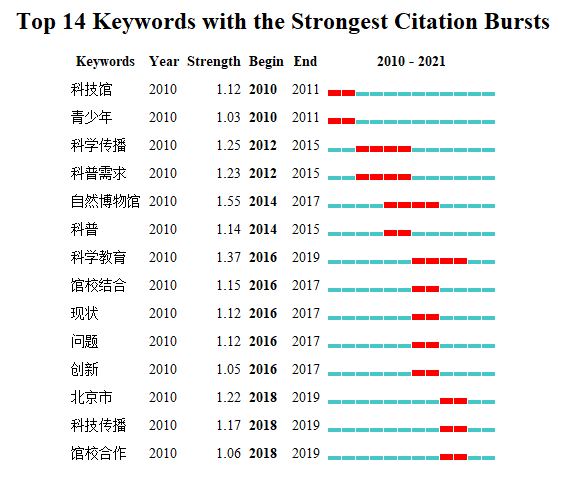 Top 14 Keywords with the Strongest Citation Bursts
Keywords Year Strength Begin End 2010 - 2021
科技馆 2010 1.12 2010 2011
青少年 2010 1.03 2010 2011
科学传播 2010 1.25 2012 2015
科普需求 2010 1.23 2012 2015
自然博物馆 2010 1.55 2014 2017
科普 2010 1.14 2014 2015
科学教育 2010 1.37 2016 2019
馆校结合 2010 1.15 2016 2017
现状 2010 1.12 2016 2017
问题 2010 1.12 2016 2017
创新 2010 1.05 2016 2017
北京市 2010 1.22 2018 2019
科技传播 2010 1.17 2018 2019
馆校合作 2010 1.06 2018 2019